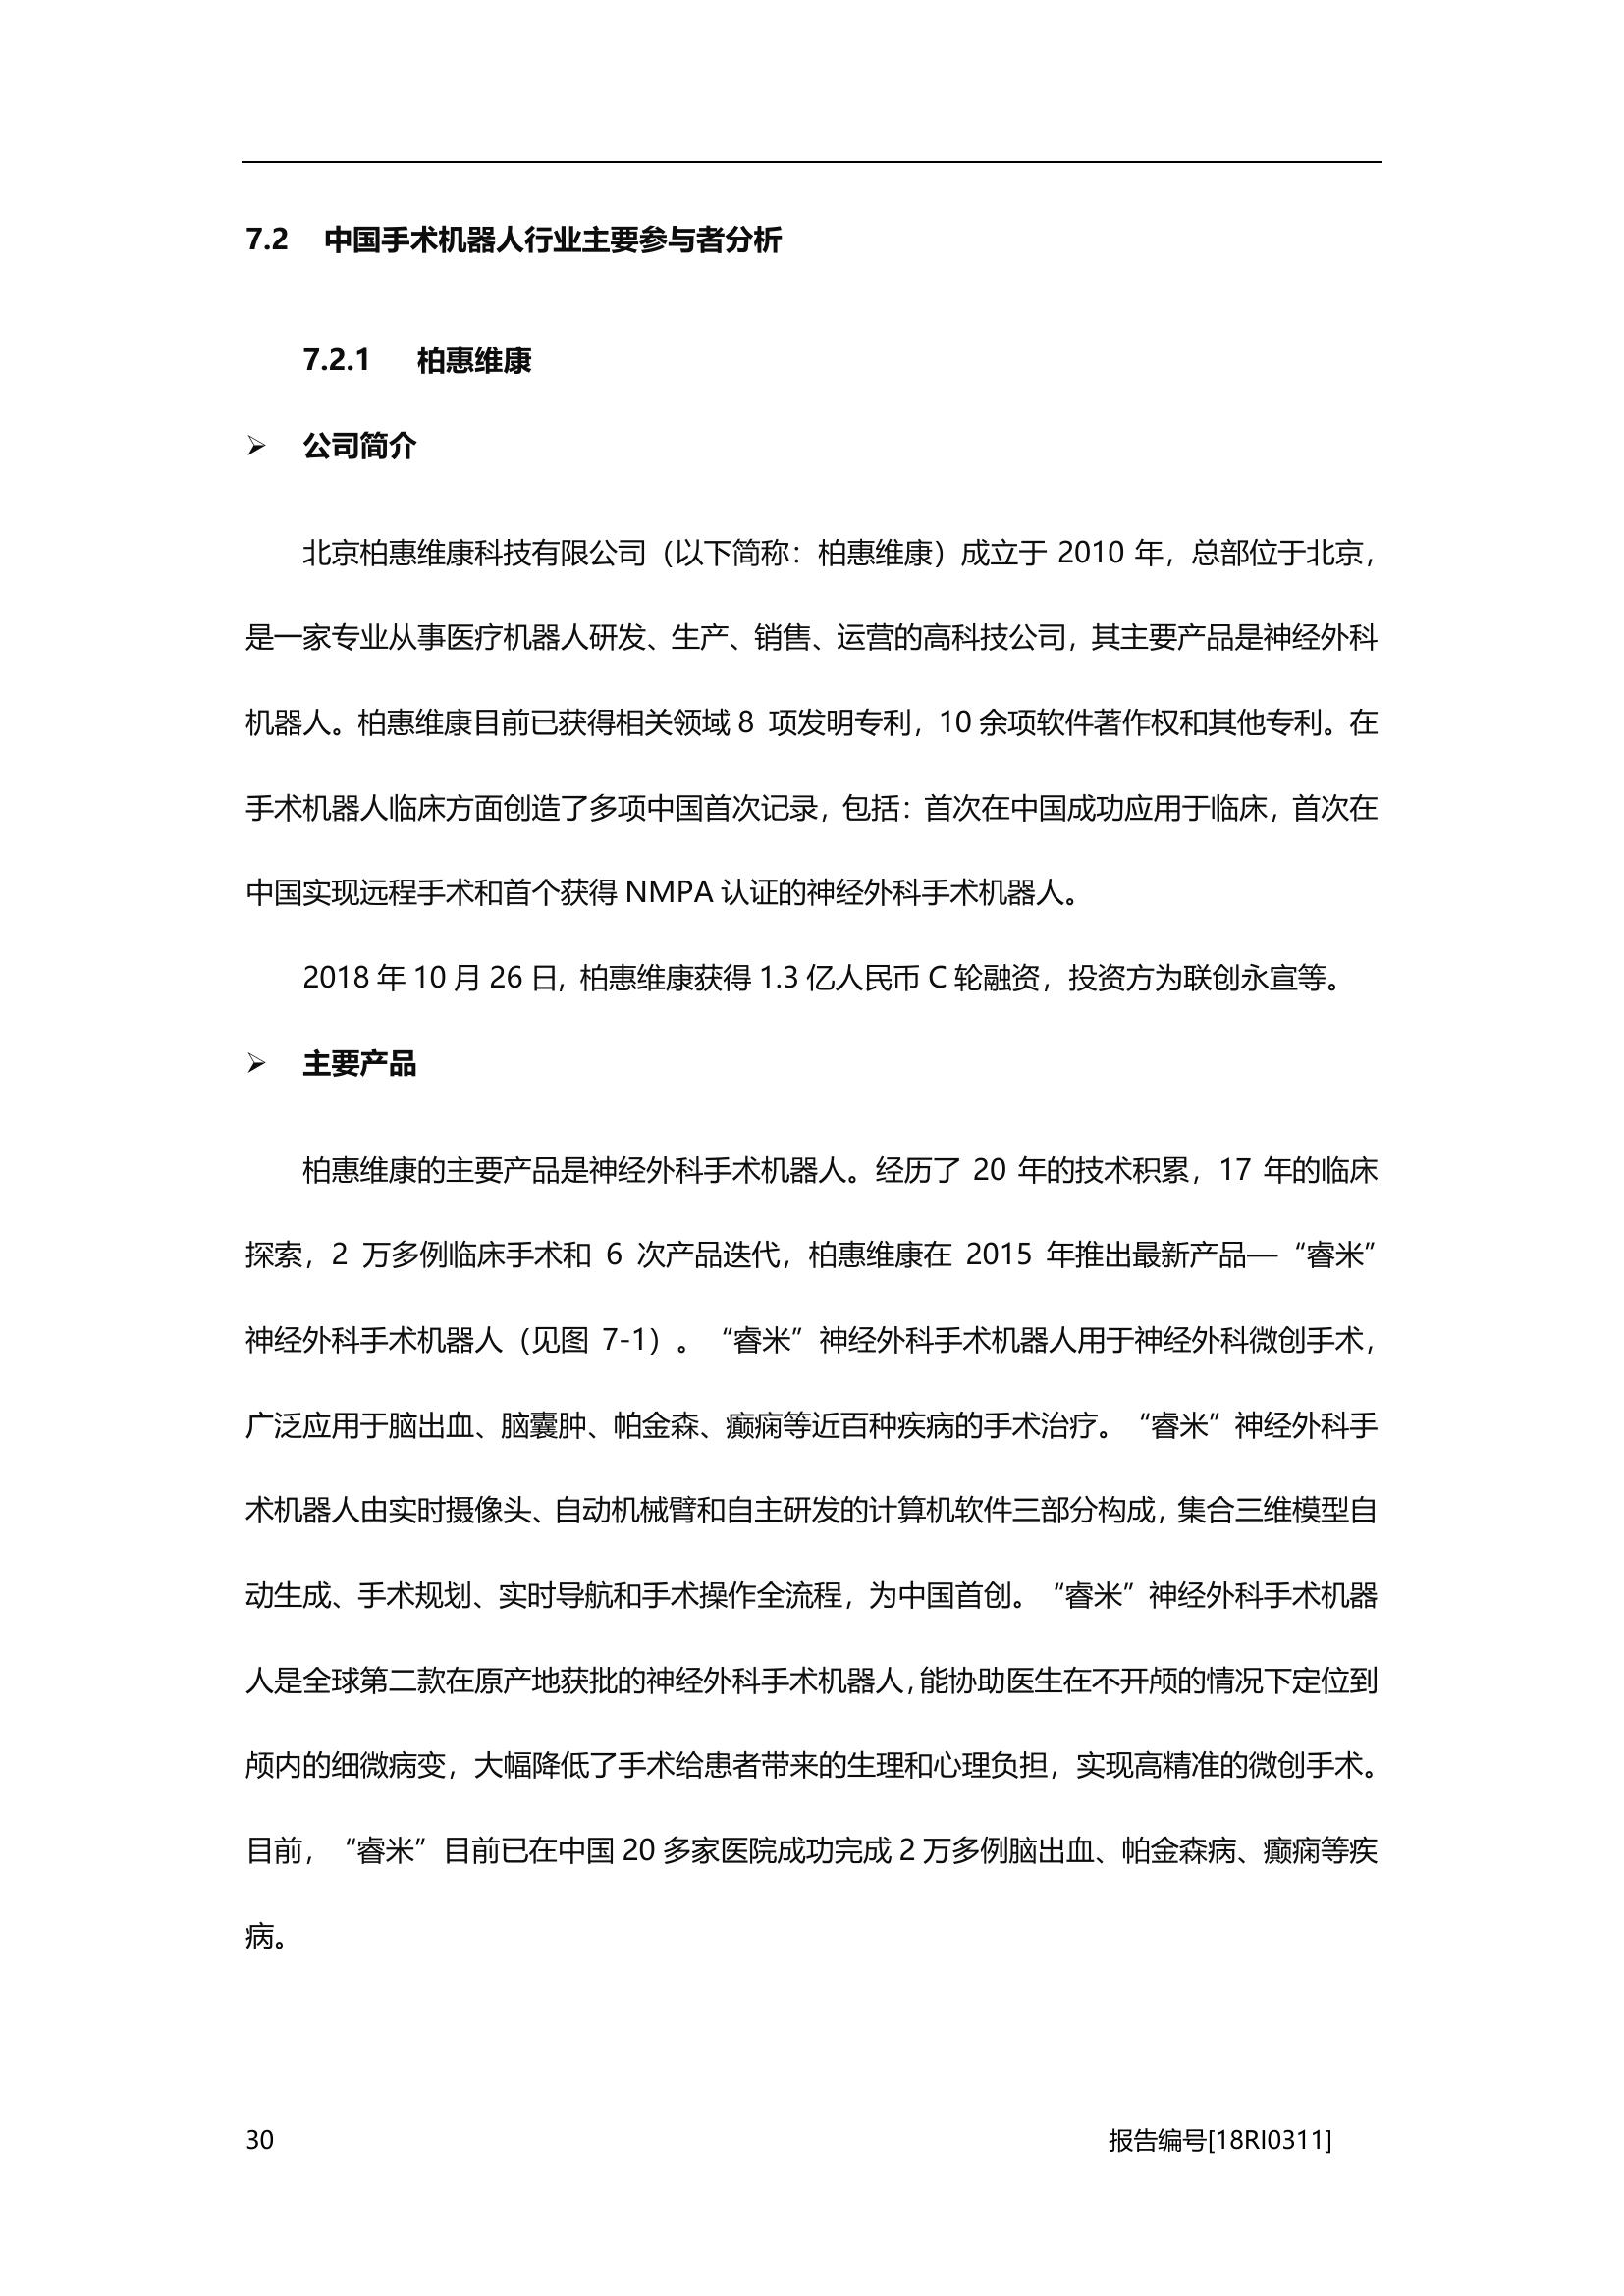 7.2 中国手术机器人行业主要参与者分析
7.2.1 柏惠维康
➢ 公司简介
北京柏惠维康科技有限公司（以下简称：柏惠维康）成立于 2010 年，总部位于北京，
是一家专业从事医疗机器人研发、生产、销售、运营的高科技公司，其主要产品是神经外科
机器人。柏惠维康目前已获得相关领域 8 项发明专利，10 余项软件著作权和其他专利。在
手术机器人临床方面创造了多项中国首次记录，包括：首次在中国成功应用于临床，首次在
中国实现远程手术和首个获得 NMPA 认证的神经外科手术机器人。
2018 年 10 月 26 日，柏惠维康获得 1.3 亿人民币 C 轮融资，投资方为联创永宣等。
➢ 主要产品
柏惠维康的主要产品是神经外科手术机器人。经历了 20 年的技术积累，17 年的临床
探索，2 万多例临床手术和 6 次产品迭代，柏惠维康在 2015 年推出最新产品—“睿米”
神经外科手术机器人（见图 7-1）。“睿米”神经外科手术机器人用于神经外科微创手术，
广泛应用于脑出血、脑囊肿、帕金森、癫痫等近百种疾病的手术治疗。“睿米”神经外科手
术机器人由实时摄像头、自动机械臂和自主研发的计算机软件三部分构成，集合三维模型自
动生成、手术规划、实时导航和手术操作全流程，为中国首创。“睿米”神经外科手术机器
人是全球第二款在原产地获批的神经外科手术机器人，能协助医生在不开颅的情况下定位到
颅内的细微病变，大幅降低了手术给患者带来的生理和心理负担，实现高精准的微创手术。
目前，“睿米”目前已在中国 20 多家医院成功完成 2 万多例脑出血、帕金森病、癫痫等疾
病。
30 报告编号[18RI0311]